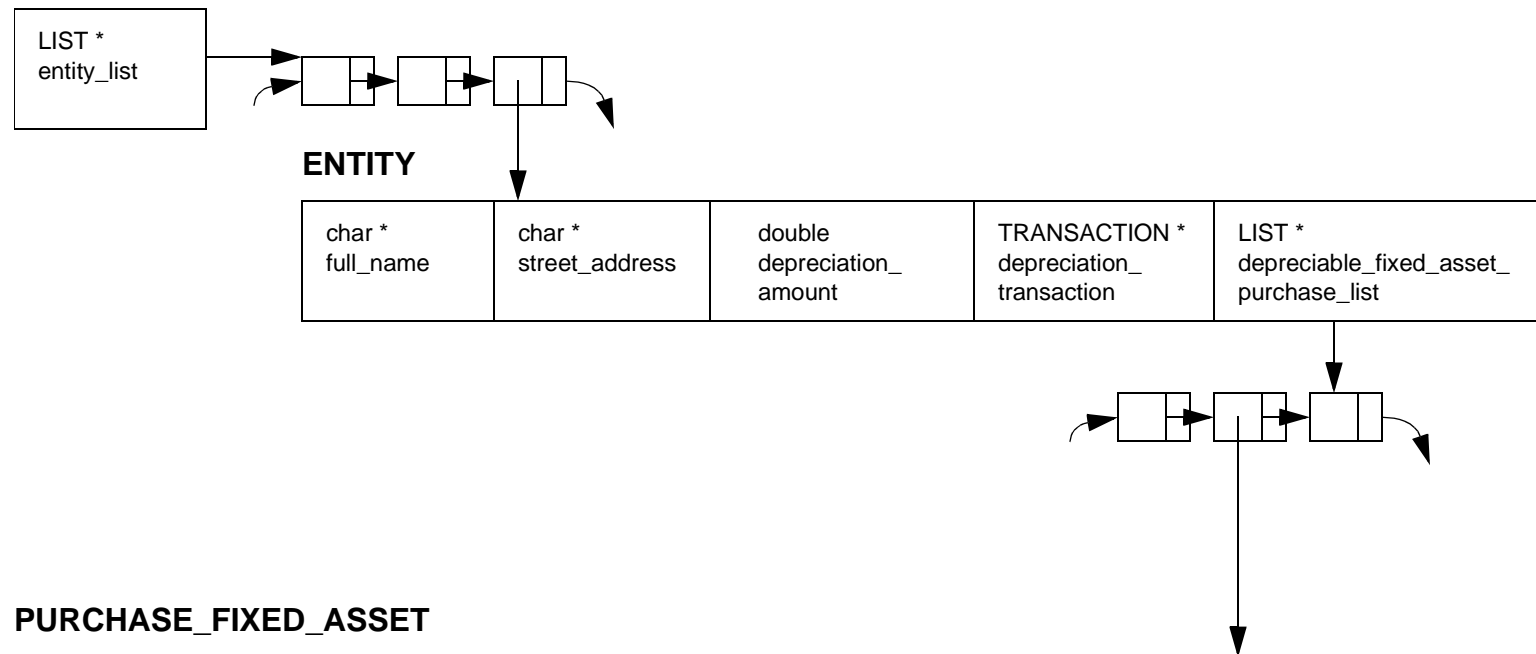 LIST *
entity_list
ENTITY
char *
full_name
char *
street_address
double
depreciation_
amount
TRANSACTION *
depreciation_
transaction
LIST *
depreciable_fixed_asset_
purchase_list
PURCHASE_FIXED_ASSET